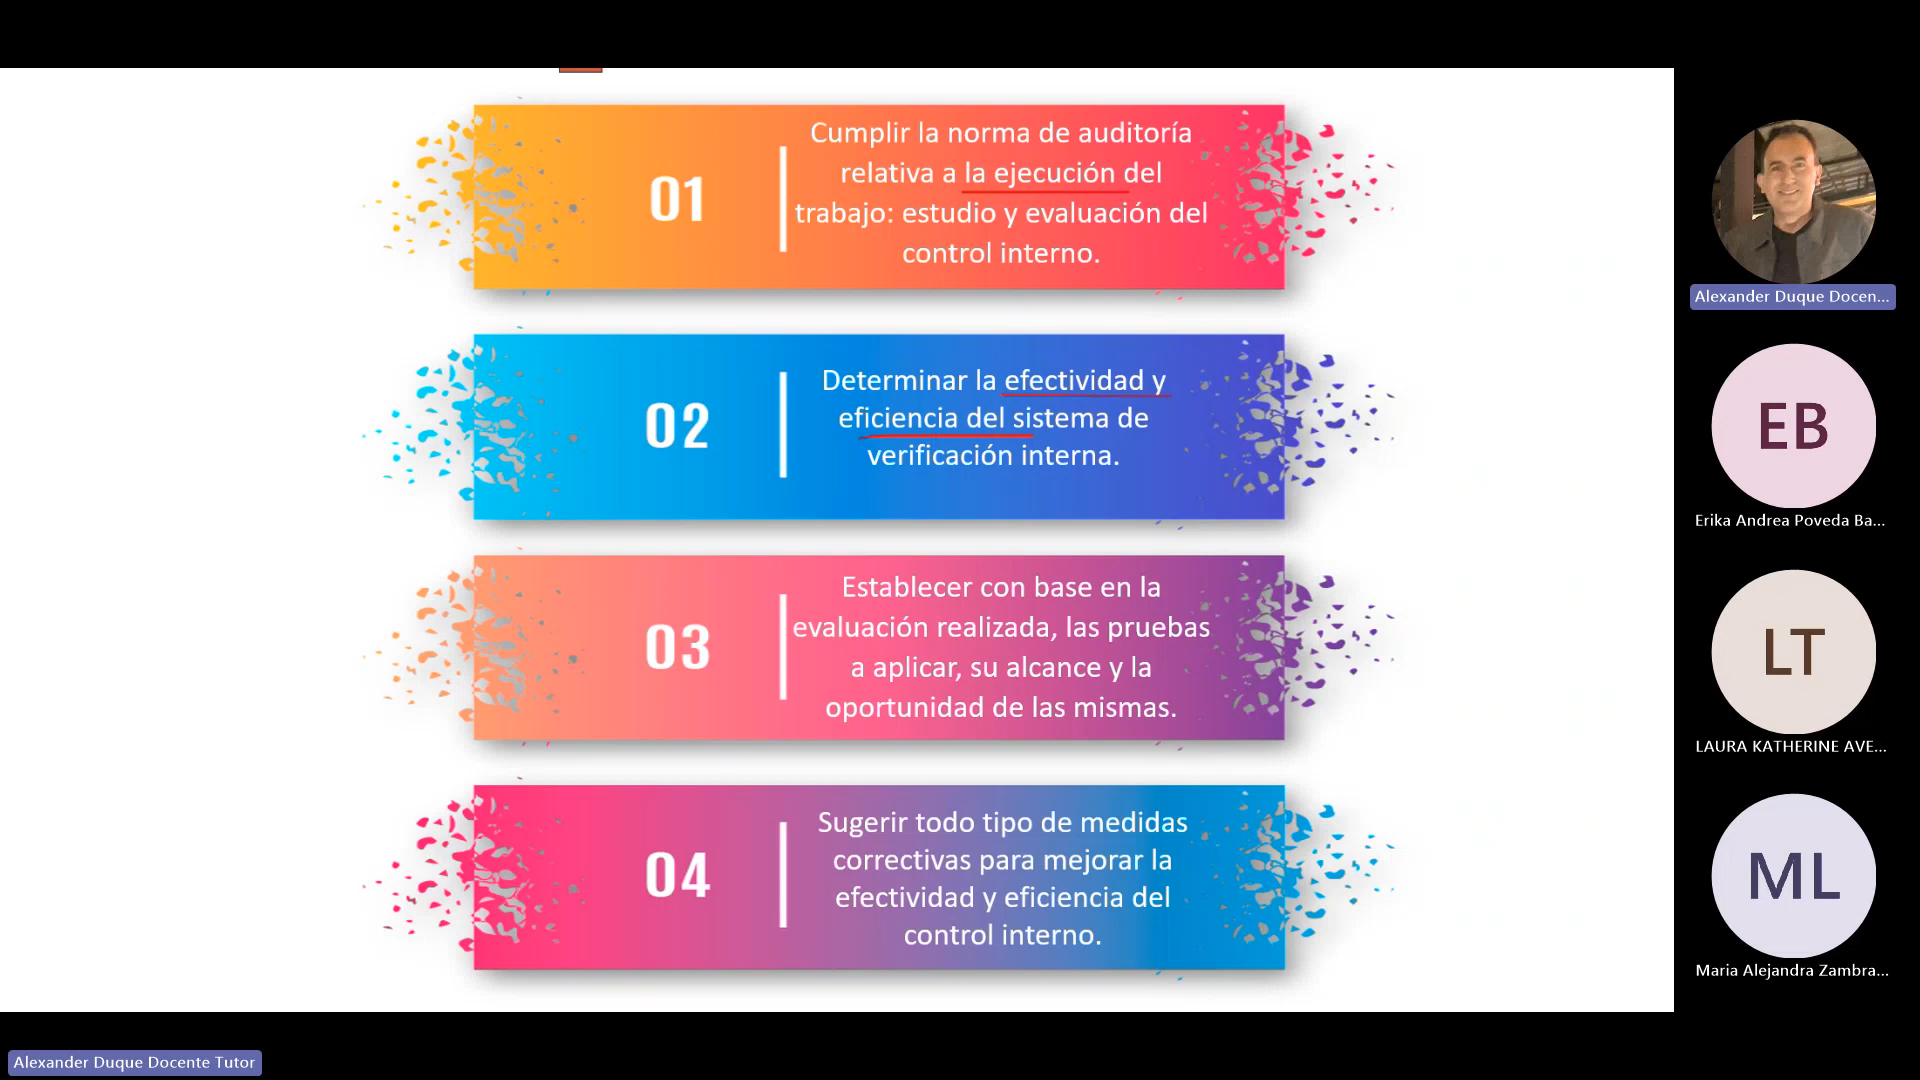 01
Cumplir la norma de auditoría
relativa a la ejecución del
trabajo: estudio y evaluación del
control interno.
02
Determinar la efectividad y
eficiencia del sistema de
verificación interna.
03
Establecer con base en la
evaluación realizada, las pruebas
a aplicar, su alcance y la
oportunidad de las mismas.
04
Sugerir todo tipo de medidas
correctivas para mejorar la
efectividad y eficiencia del
control interno.
Alexander Duque Docen...
EB
Erika Andrea Poveda Ba...
LT
LAURA KATHERINE AVE...
ML
Maria Alejandra Zambra...
Alexander Duque Docente Tutor